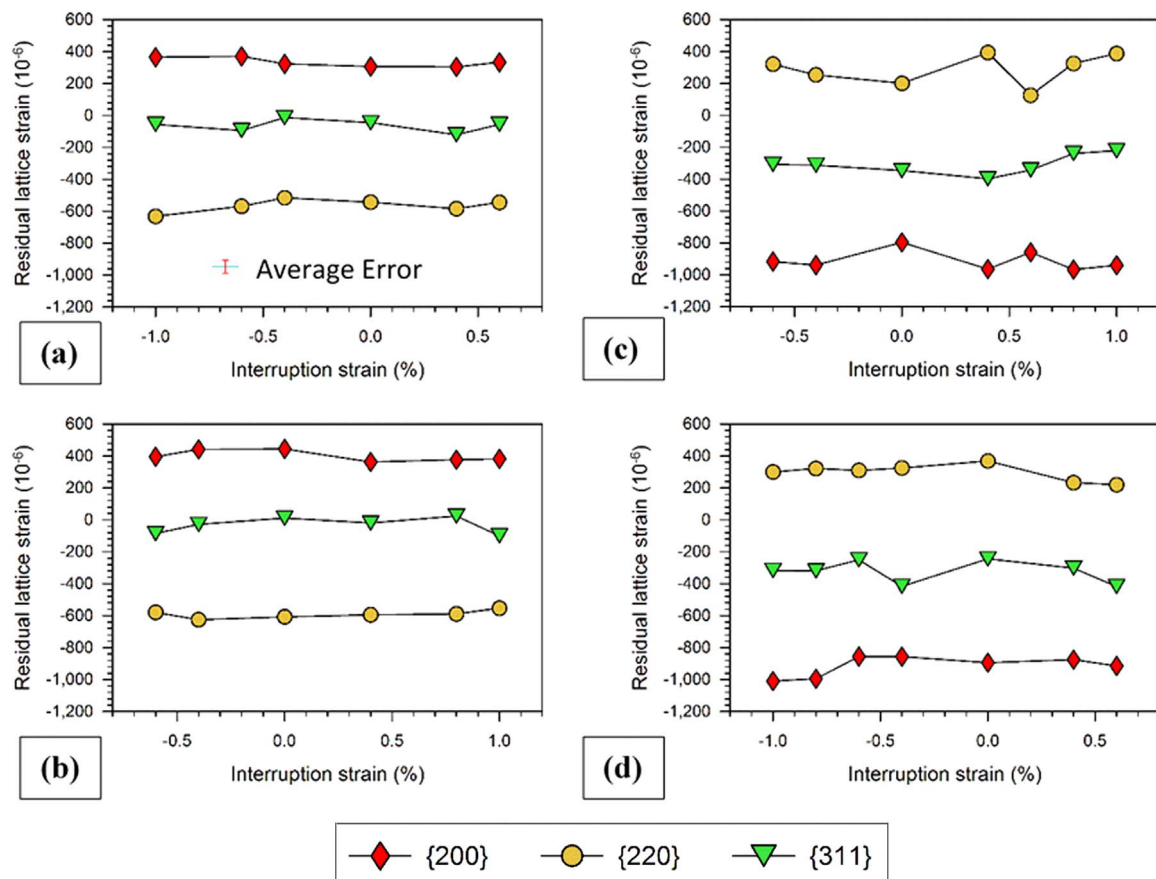 600
400
200
0
-200
-400
-600
-800
-1,000
-1,200
Residual lattice strain (10-6)
Average Error
-1.0 -0.5 0.0 0.5
Interruption strain (%)
(a)
600
400
200
0
-200
-400
-600
-800
-1,000
-1,200
Residual lattice strain (10-6)
-0.5 0.0 0.5 1.0
Interruption strain (%)
(c)
600
400
200
0
-200
-400
-600
-800
-1,000
-1,200
Residual lattice strain (10-6)
-0.5 0.0 0.5 1.0
Interruption strain (%)
(b)
600
400
200
0
-200
-400
-600
-800
-1,000
-1,200
Residual lattice strain (10-6)
-1.0 -0.5 0.0 0.5
Interruption strain (%)
(d)
{200} {220} {311}